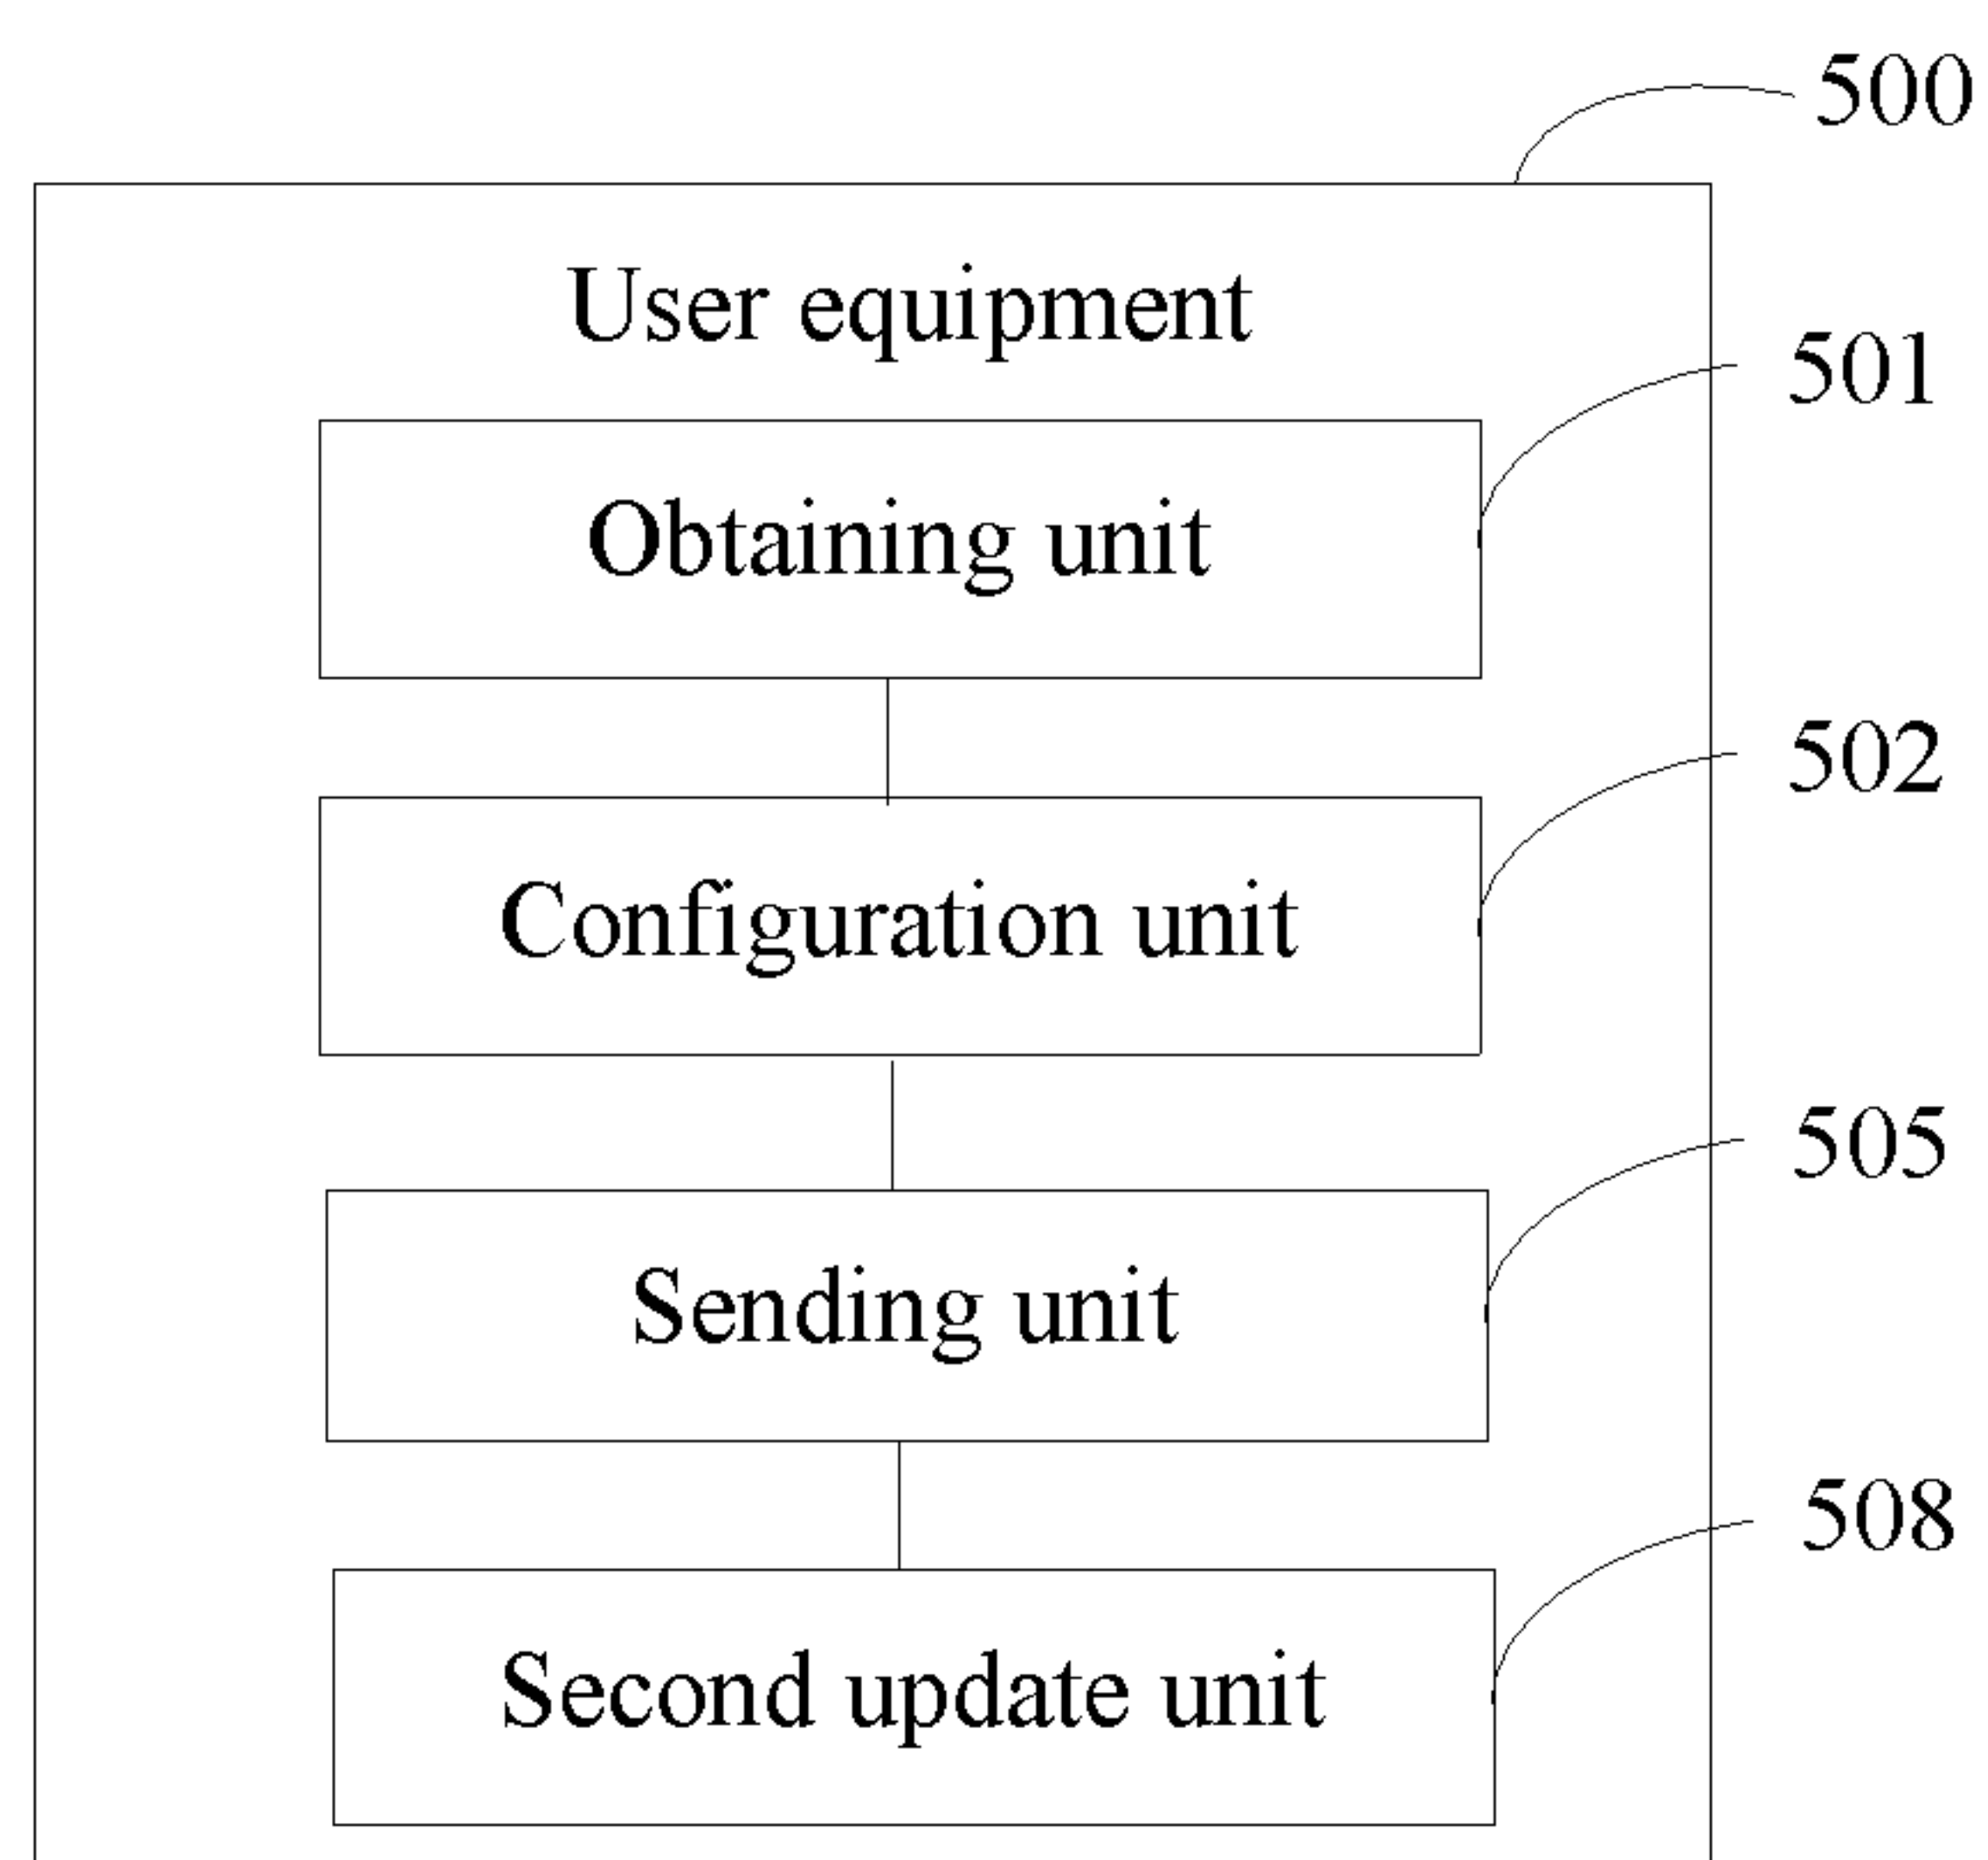 500
User equipment
501
Obtaining unit
502
Configuration unit
505
Sending unit
508
Second update unit